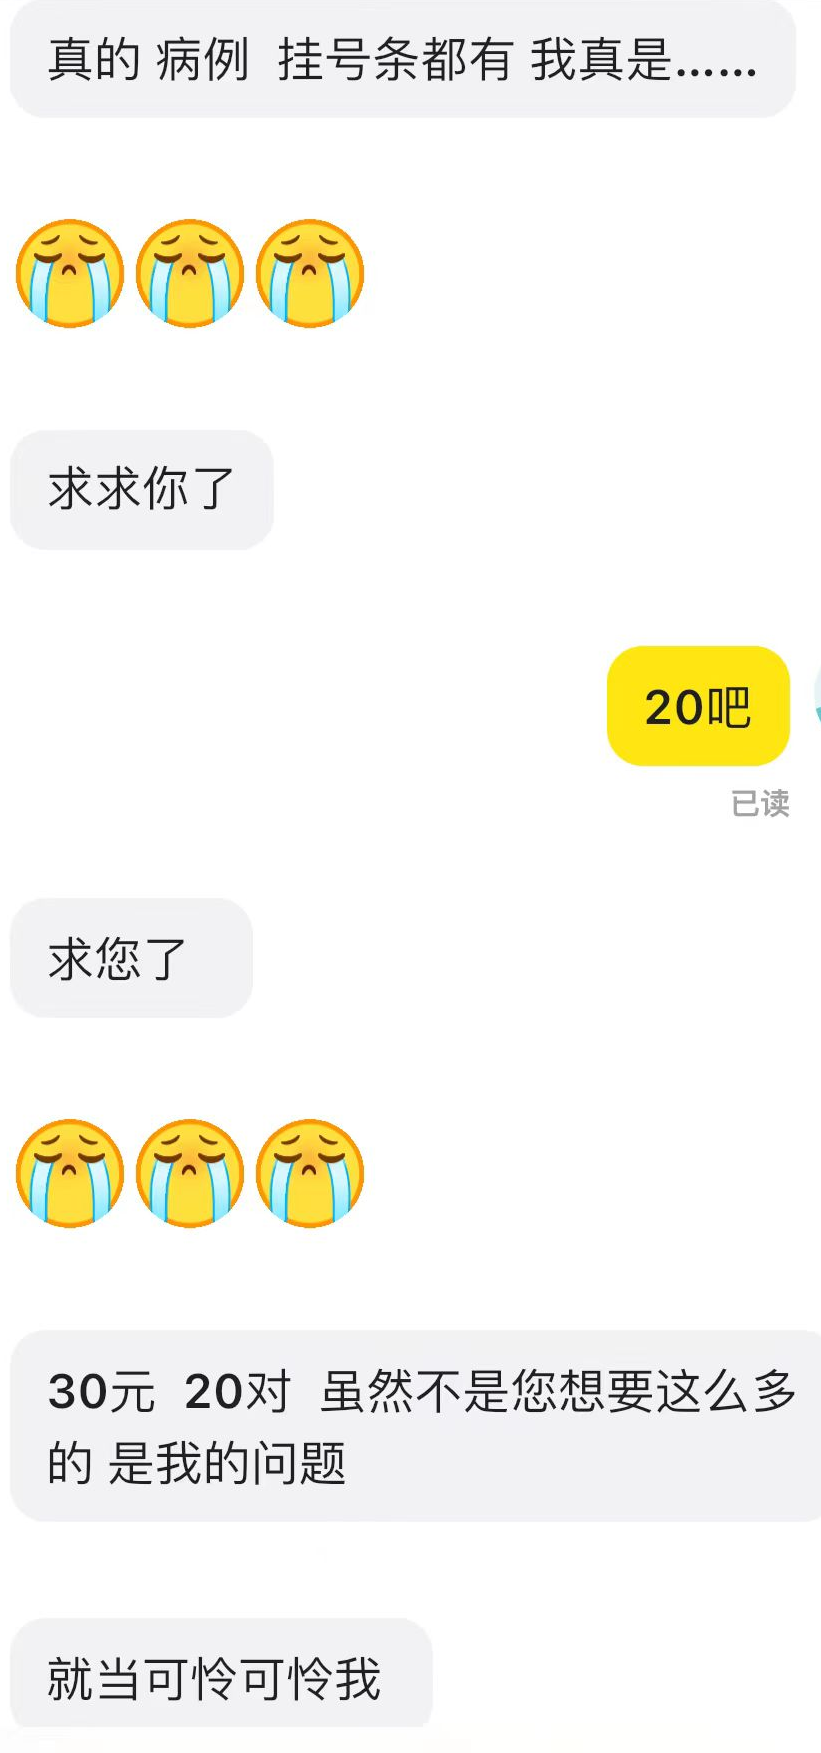 真的 病例  挂号条都有 我真是......
求求你了
20吧
已读
求您了
30元  20对  虽然不是您想要这么多
的 是我的问题
就当可怜可怜我